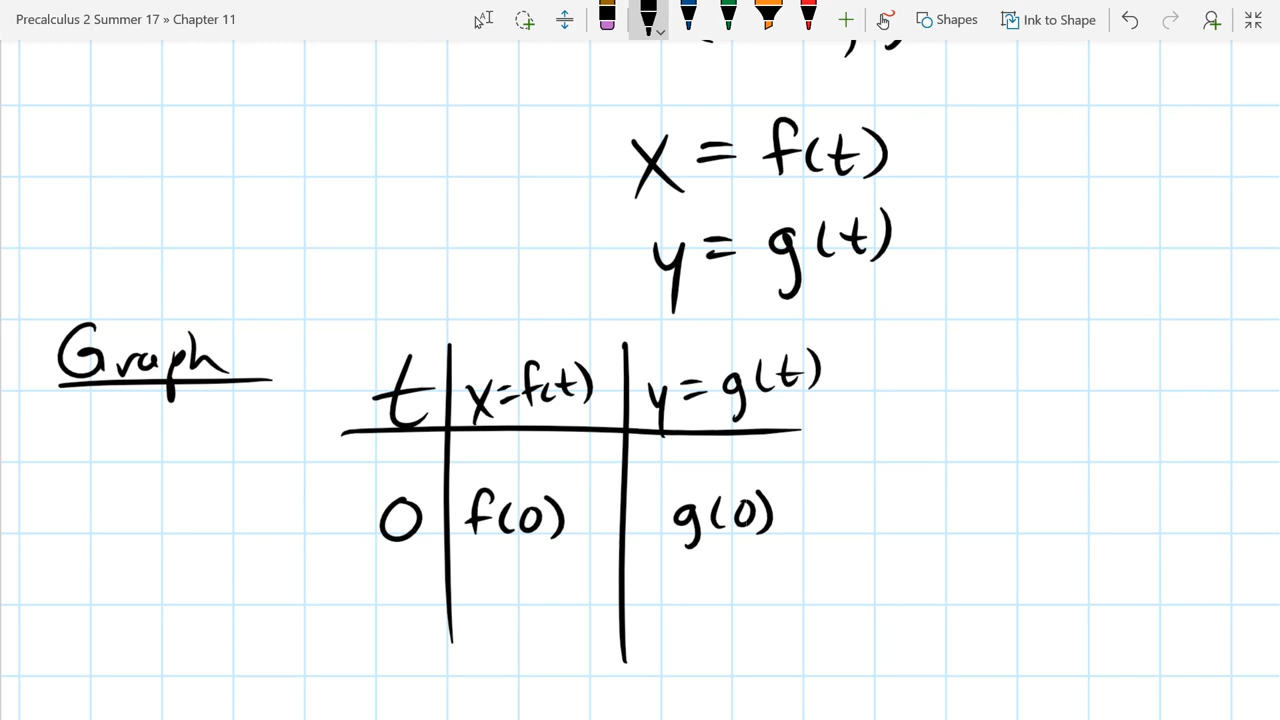 Precalculus 2 Summer 17 » Chapter 11
Shapes
Ink to Shape
x = f(t)
y = g(t)
Graph
t x=f(t) y=g(t)
0 f(0) g(0)